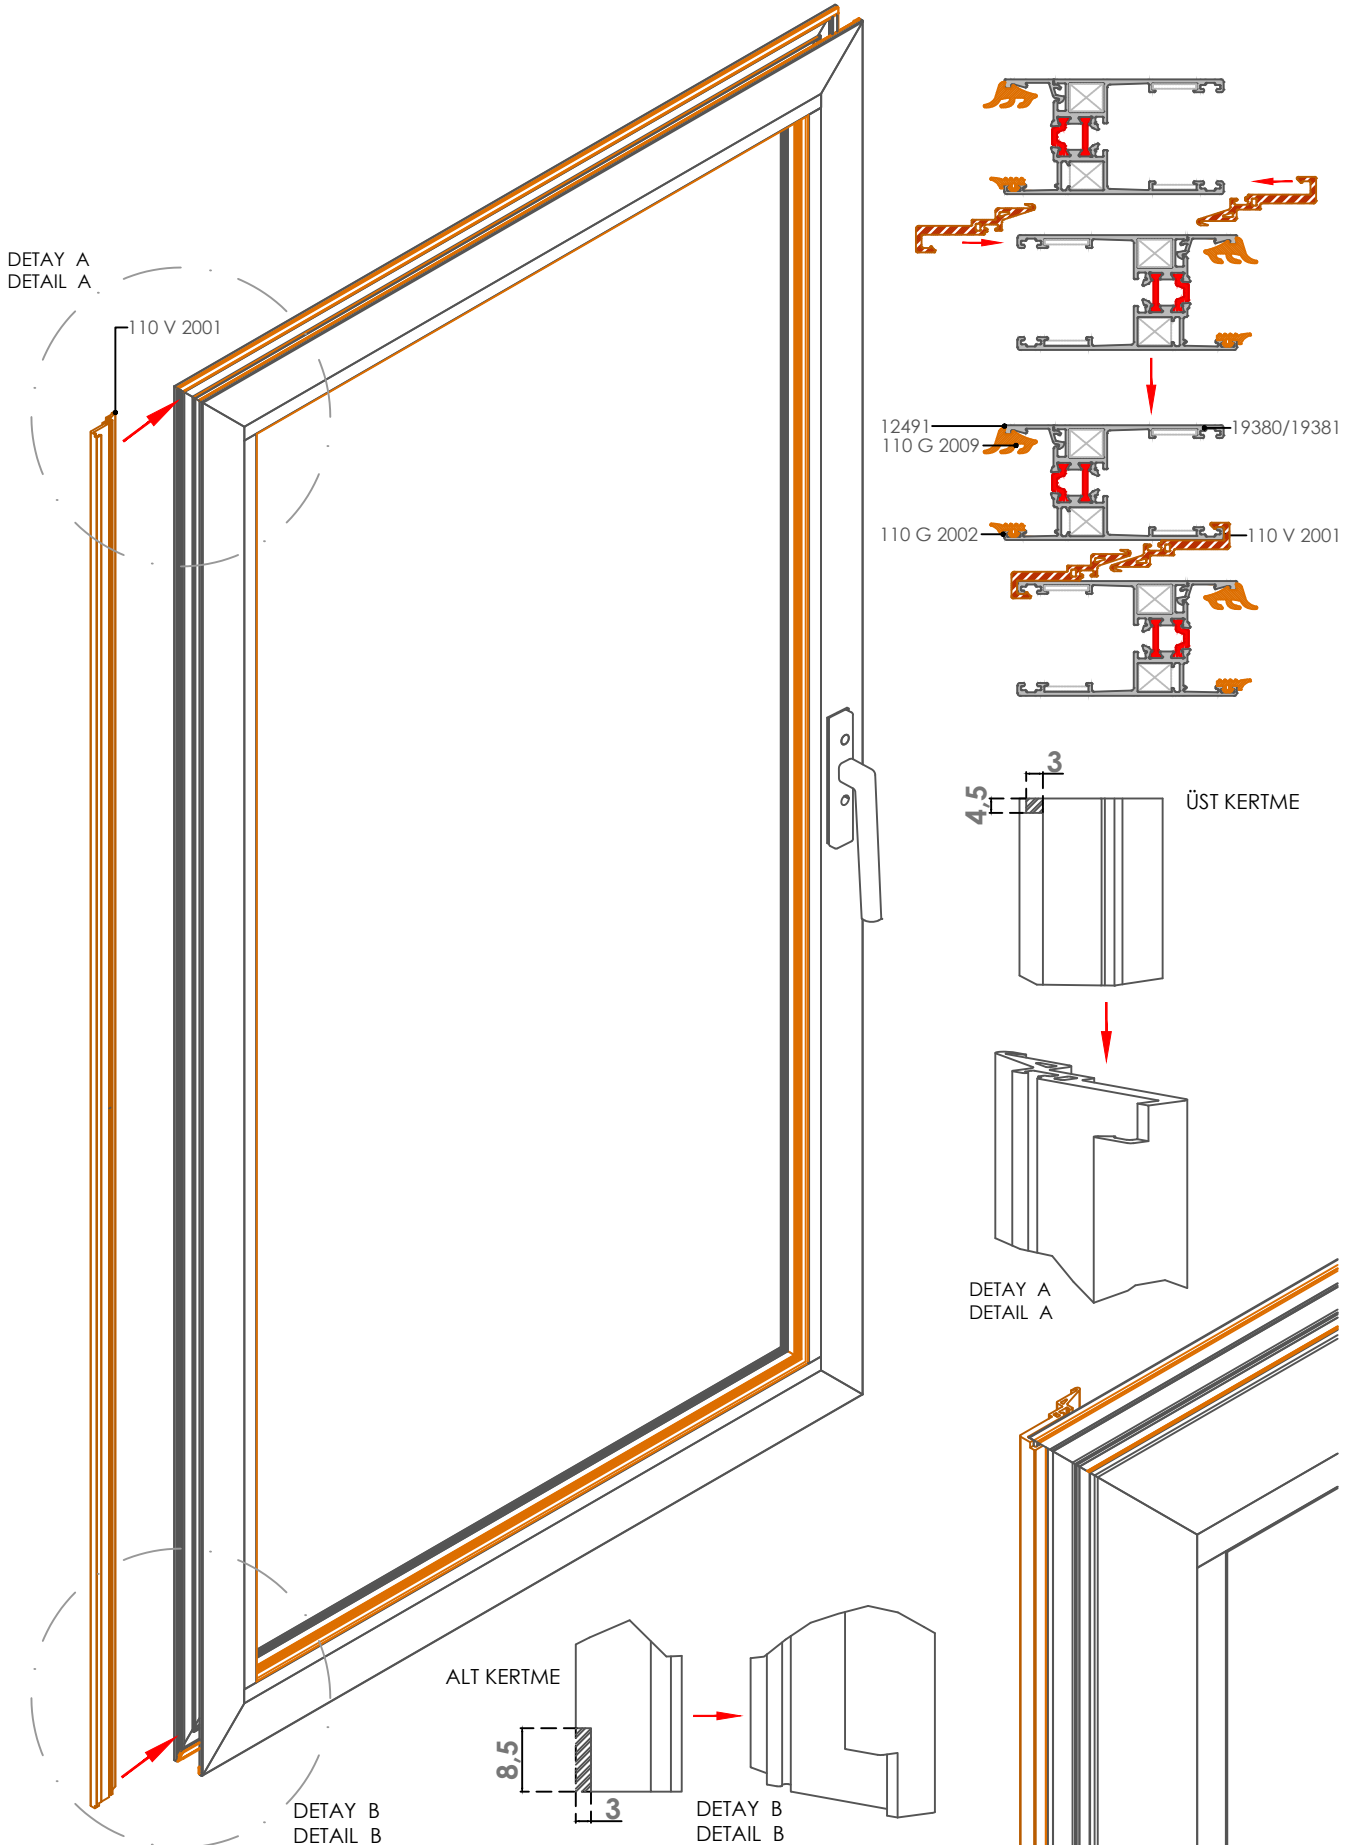 DETAY A
DETAIL A
110 V 2001
12491
110 G 2009
19380/19381
110 G 2002
110 V 2001
3
4,5
ÜST KERTME
DETAY A
DETAIL A
ALT KERTME
8,5
3
DETAY B
DETAIL B
DETAY B
DETAIL B